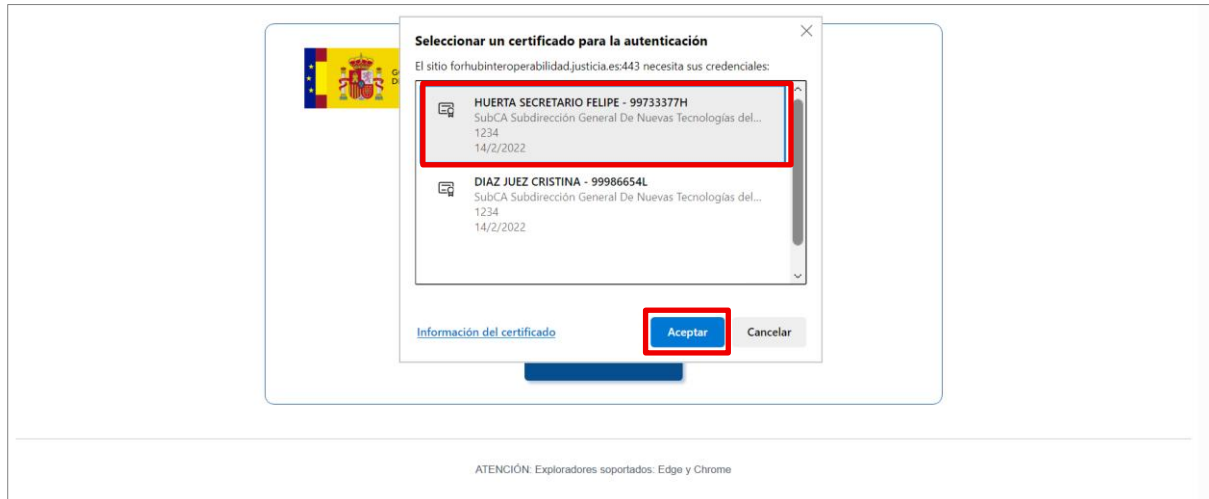 Seleccionar un certificado para la autenticación
El sitio forhubinteroperabilidad.justicia.es:443 necesita sus credenciales:
HUERTA SECRETARIO FELIPE - 99733377H
SubCA Subdirección General De Nuevas Tecnologías del...
1234
14/2/2022
DIAZ JUEZ CRISTINA - 99986654L
SubCA Subdirección General De Nuevas Tecnologías del...
1234
14/2/2022
Información del certificado
Aceptar
Cancelar
ATENCIÓN: Exploradores soportados: Edge y Chrome